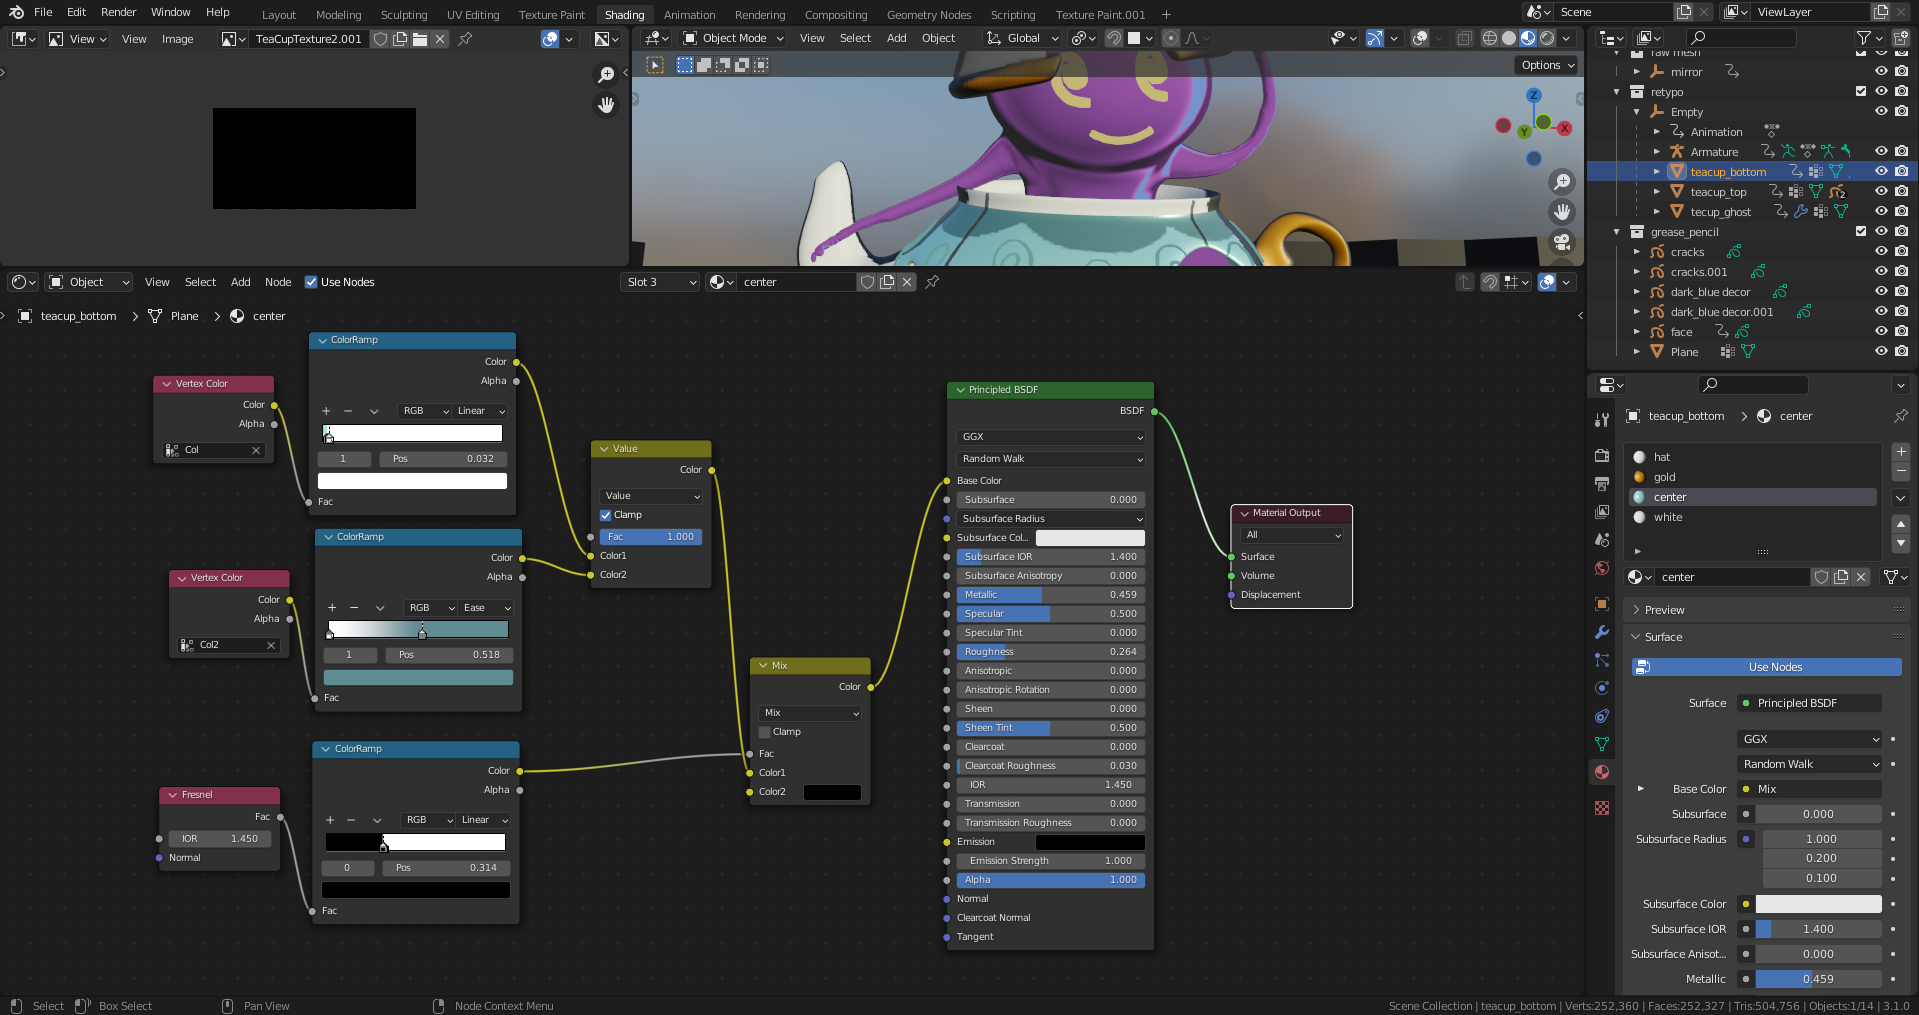 File Edit Render Window Help
Layout Modeling Sculpting UV Editing Texture Paint Shading Animation Rendering Compositing Geometry Nodes Scripting Texture Paint.001 +
Scene
ViewLayer
View View Image TeaCupTexture2.001
Object Mode View Select Add Object Global
Options
Z
Y
X
raw mesh
mirror
retypo
Empty
Animation
Armature
teacup_bottom
teacup_top 2
tecup_ghost
grease_pencil
cracks
cracks.001
dark_blue decor
dark_blue decor.001
face
Plane
Object View Select Add Node Use Nodes
Slot 3 center
teacup_bottom > Plane > center
ColorRamp
Color
Alpha
+ − RGB Linear
1 Pos 0.032
Fac
Vertex Color
Color
Alpha
Col
ColorRamp
Color
Alpha
+ − RGB Ease
1 Pos 0.518
Fac
Vertex Color
Color
Alpha
Col2
ColorRamp
Color
Alpha
+ − RGB Linear
0 Pos 0.314
Fac
Fresnel
Fac
IOR 1.450
Normal
Value
Color
Value
Clamp
Fac 1.000
Color1
Color2
Mix
Color
Mix
Clamp
Fac
Color1
Color2
Principled BSDF
BSDF
GGX
Random Walk
Base Color
Subsurface 0.000
Subsurface Radius
Subsurface Col...
Subsurface IOR 1.400
Subsurface Anisotropy 0.000
Metallic 0.459
Specular 0.500
Specular Tint 0.000
Roughness 0.264
Anisotropic 0.000
Anisotropic Rotation 0.000
Sheen 0.000
Sheen Tint 0.500
Clearcoat 0.000
Clearcoat Roughness 0.030
IOR 1.450
Transmission 0.000
Transmission Roughness 0.000
Emission
Emission Strength 1.000
Alpha 1.000
Normal
Clearcoat Normal
Tangent
Material Output
All
Surface
Volume
Displacement
teacup_bottom > center
hat
gold
center
white
center
Preview
Surface
Use Nodes
Surface Principled BSDF
GGX
Random Walk
Base Color Mix
Subsurface 0.000
Subsurface Radius 1.000
0.200
0.100
Subsurface Color
Subsurface IOR 1.400
Subsurface Anisot... 0.000
Metallic 0.459
Select Box Select Pan View Node Context Menu
Scene Collection | teacup_bottom | Verts:252,360 | Faces:252,327 | Tris:504,756 | Objects:1/14 | 3.1.0